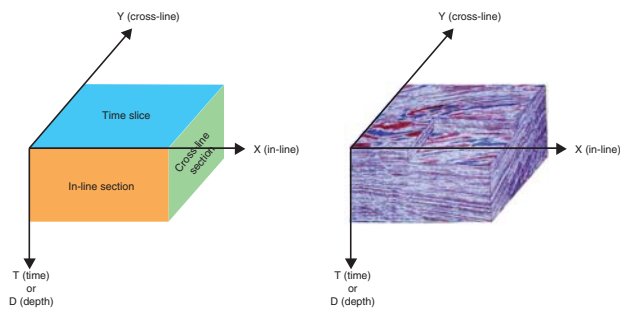 Y (cross-line)
Time slice
X (in-line)
Cross-line
section
In-line section
T (time)
or
D (depth)
Y (cross-line)
X (in-line)
T (time)
or
D (depth)